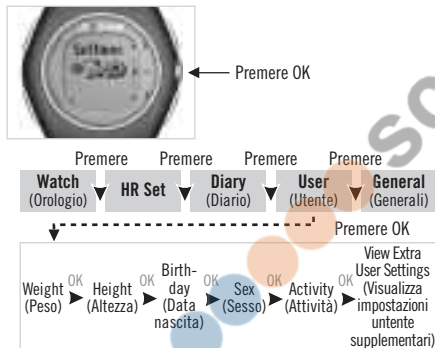 Settings
Premere OK
Premere Premere Premere Premere
Watch HR Set Diary User General
(Orologio) (Diario) (Utente) (Generali)
Premere OK
Weight
(Peso)
OK
Height
(Altezza)
OK
Birth-
day
(Data
nascita)
OK
Sex
(Sesso)
OK
Activity
(Attività)
OK
View Extra
User Settings
(Visualizza
impostazioni
untente
supplementari)